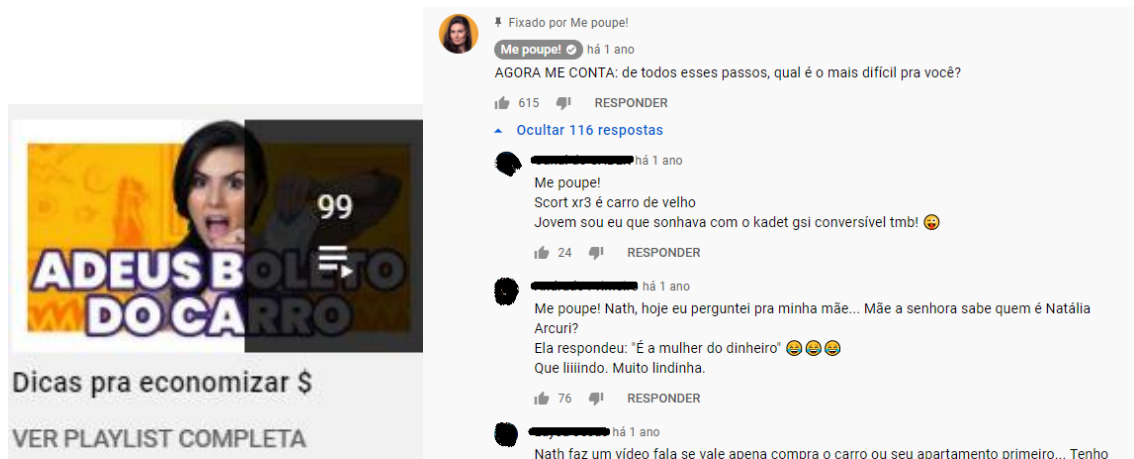 99
ADEUS BOLETO
DO CARRO
Dicas pra economizar $
VER PLAYLIST COMPLETA
Fixado por Me poupe!
Me poupe! há 1 ano
AGORA ME CONTA: de todos esses passos, qual é o mais difícil pra você?
615 RESPONDER
Ocultar 116 respostas
há 1 ano
Me poupe!
Scort xr3 é carro de velho
Jovem sou eu que sonhava com o kadet gsi conversível tmb! 😜
24 RESPONDER
há 1 ano
Me poupe! Nath, hoje eu perguntei pra minha mãe... Mãe a senhora sabe quem é Natália
Arcuri?
Ela respondeu: "É a mulher do dinheiro" 😂😂😂
Que liiiindo. Muito lindinha.
76 RESPONDER
há 1 ano
Nath faz um vídeo fala se vale apena compra o carro ou seu apartamento primeiro... Tenho